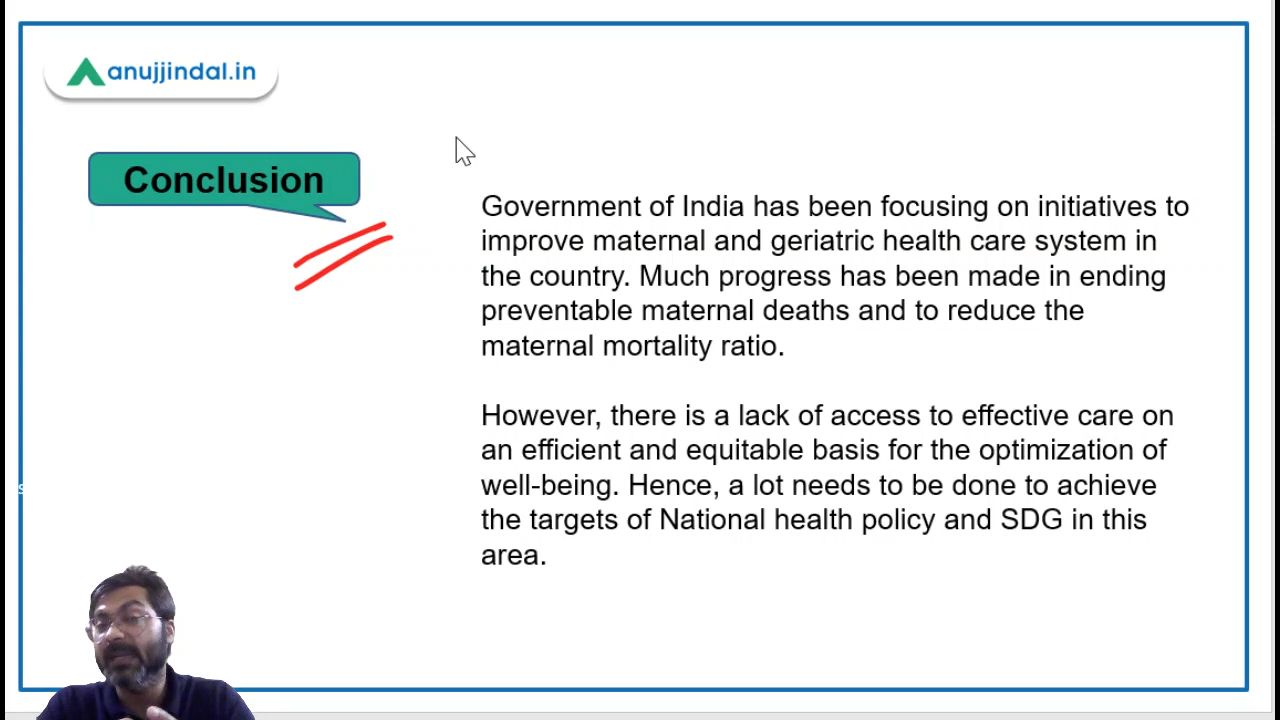 anujjindal.in
Conclusion
Government of India has been focusing on initiatives to
improve maternal and geriatric health care system in
the country. Much progress has been made in ending
preventable maternal deaths and to reduce the
maternal mortality ratio.
However, there is a lack of access to effective care on
an efficient and equitable basis for the optimization of
well-being. Hence, a lot needs to be done to achieve
the targets of National health policy and SDG in this
area.